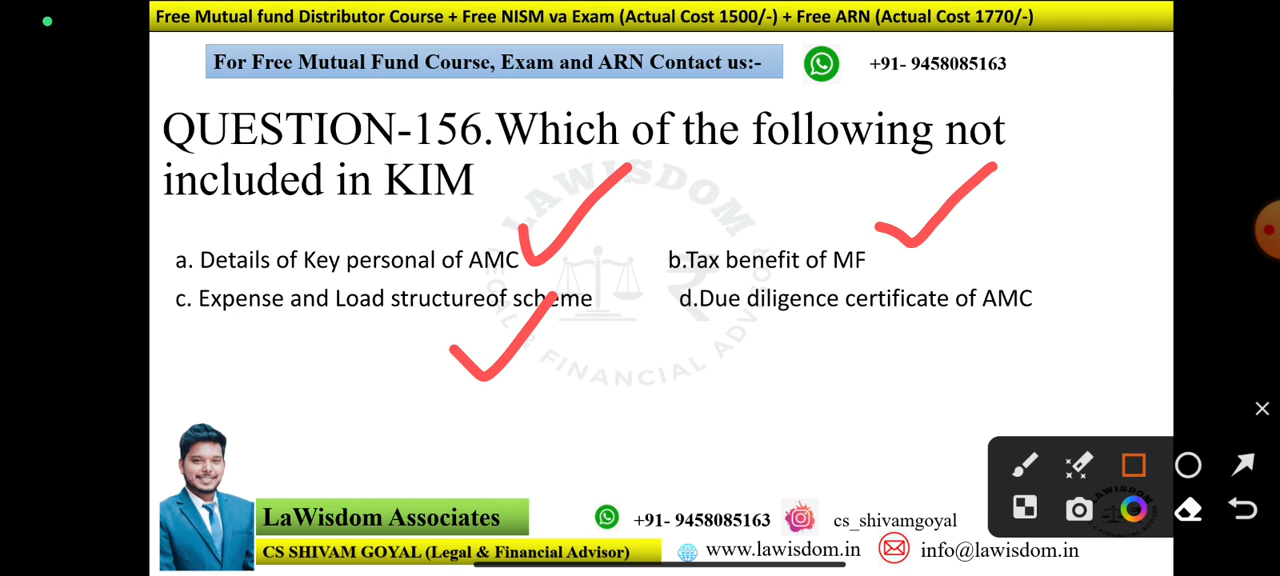 Free Mutual fund Distributor Course + Free NISM va Exam (Actual Cost 1500/-) + Free ARN (Actual Cost 1770/-)
For Free Mutual Fund Course, Exam and ARN Contact us:-
+91- 9458085163
QUESTION-156.Which of the following not
included in KIM
LAWISDOM
LEGAL & FINANCIAL ADVISOR
a. Details of Key personal of AMC
b.Tax benefit of MF
c. Expense and Load structureof scheme
d.Due diligence certificate of AMC
LaWisdom Associates
+91- 9458085163
cs_shivamgoyal
CS SHIVAM GOYAL (Legal & Financial Advisor)
www.lawisdom.in
info@lawisdom.in